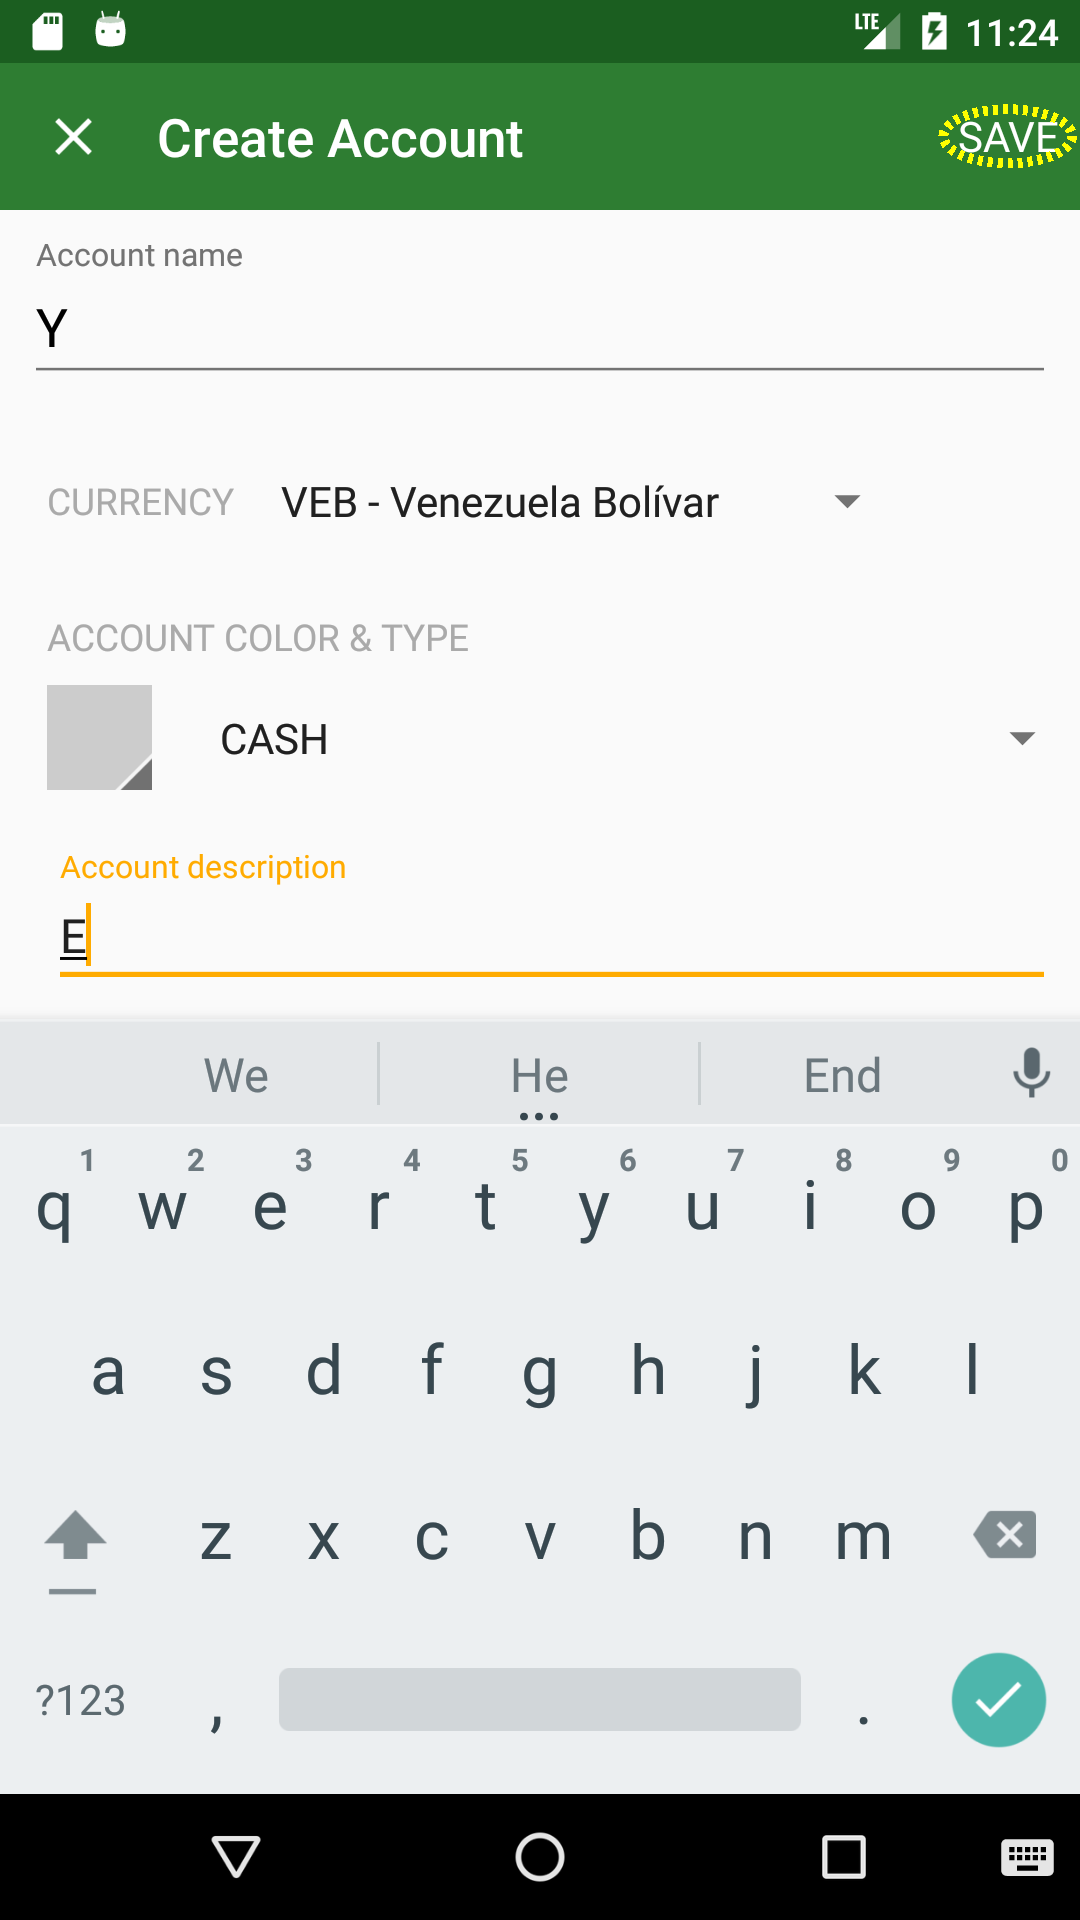 LTE 11:24
Create Account SAVE
Account name
Y
CURRENCY VEB - Venezuela Bolívar
ACCOUNT COLOR & TYPE
CASH
Account description
E
We He End
1 2 3 4 5 6 7 8 9 0
q w e r t y u i o p
a s d f g h j k l
z x c v b n m
?123 , .